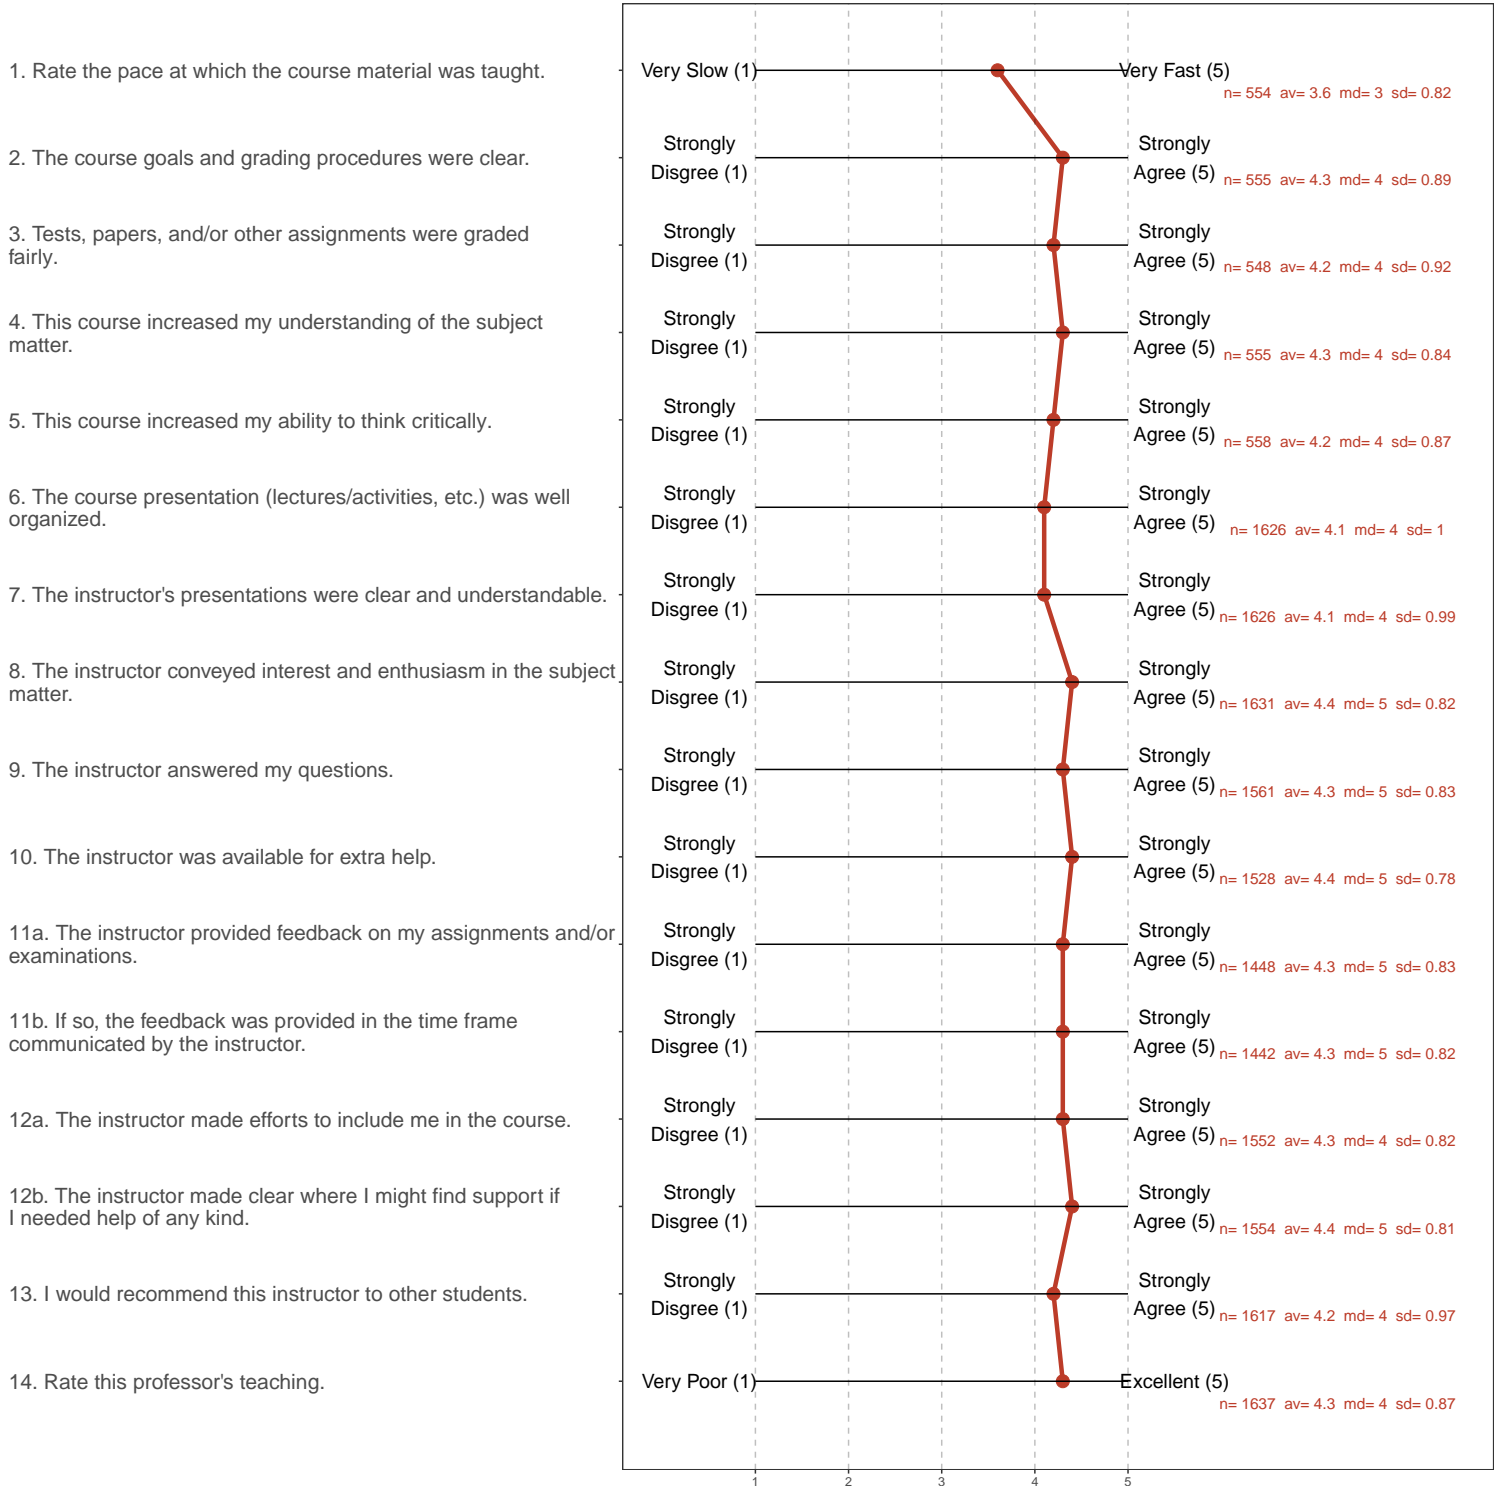 1. Rate the pace at which the course material was taught.
Very Slow (1)
Very Fast (5)
n= 554 av= 3.6 md= 3 sd= 0.82
2. The course goals and grading procedures were clear.
Strongly
Disgree (1)
Strongly
Agree (5)
n= 555 av= 4.3 md= 4 sd= 0.89
3. Tests, papers, and/or other assignments were graded
fairly.
Strongly
Disgree (1)
Strongly
Agree (5)
n= 548 av= 4.2 md= 4 sd= 0.92
4. This course increased my understanding of the subject
matter.
Strongly
Disgree (1)
Strongly
Agree (5)
n= 555 av= 4.3 md= 4 sd= 0.84
5. This course increased my ability to think critically.
Strongly
Disgree (1)
Strongly
Agree (5)
n= 558 av= 4.2 md= 4 sd= 0.87
6. The course presentation (lectures/activities, etc.) was well
organized.
Strongly
Disgree (1)
Strongly
Agree (5)
n= 1626 av= 4.1 md= 4 sd= 1
7. The instructor's presentations were clear and understandable.
Strongly
Disgree (1)
Strongly
Agree (5)
n= 1626 av= 4.1 md= 4 sd= 0.99
8. The instructor conveyed interest and enthusiasm in the subject
matter.
Strongly
Disgree (1)
Strongly
Agree (5)
n= 1631 av= 4.4 md= 5 sd= 0.82
9. The instructor answered my questions.
Strongly
Disgree (1)
Strongly
Agree (5)
n= 1561 av= 4.3 md= 5 sd= 0.83
10. The instructor was available for extra help.
Strongly
Disgree (1)
Strongly
Agree (5)
n= 1528 av= 4.4 md= 5 sd= 0.78
11a. The instructor provided feedback on my assignments and/or
examinations.
Strongly
Disgree (1)
Strongly
Agree (5)
n= 1448 av= 4.3 md= 5 sd= 0.83
11b. If so, the feedback was provided in the time frame
communicated by the instructor.
Strongly
Disgree (1)
Strongly
Agree (5)
n= 1442 av= 4.3 md= 5 sd= 0.82
12a. The instructor made efforts to include me in the course.
Strongly
Disgree (1)
Strongly
Agree (5)
n= 1552 av= 4.3 md= 4 sd= 0.82
12b. The instructor made clear where I might find support if
I needed help of any kind.
Strongly
Disgree (1)
Strongly
Agree (5)
n= 1554 av= 4.4 md= 5 sd= 0.81
13. I would recommend this instructor to other students.
Strongly
Disgree (1)
Strongly
Agree (5)
n= 1617 av= 4.2 md= 4 sd= 0.97
14. Rate this professor's teaching.
Very Poor (1)
Excellent (5)
n= 1637 av= 4.3 md= 4 sd= 0.87
1 2 3 4 5